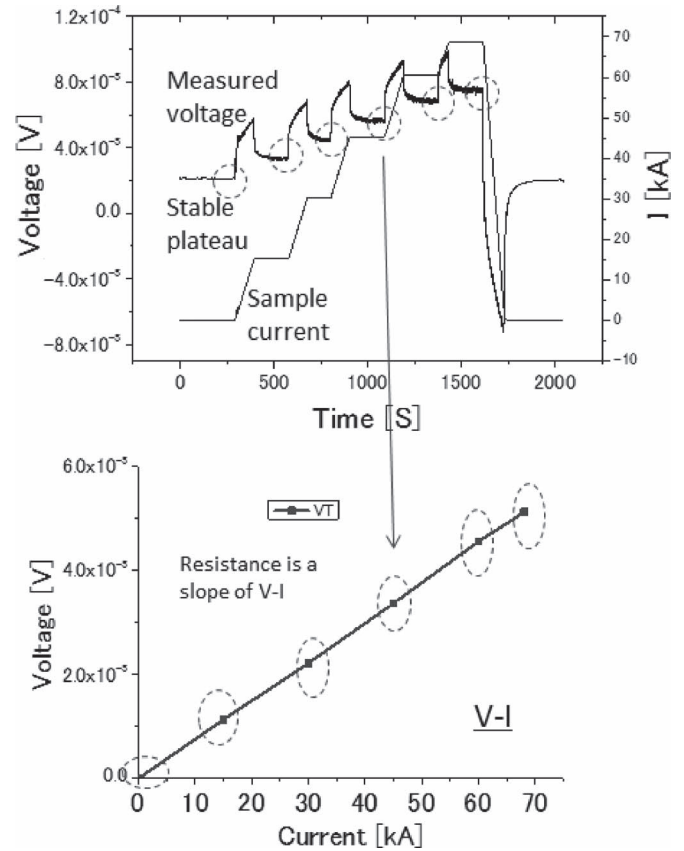 1.2x10⁻⁴
8.0x10⁻⁵
4.0x10⁻⁵
0.0
-4.0x10⁻⁵
-8.0x10⁻⁵
Voltage [V]
Measured
voltage
Stable
plateau
Sample
current
70
60
50
40
30
20
10
0
-10
I [kA]
0 500 1000 1500 2000
Time [S]
6.0x10⁻⁵
4.0x10⁻⁵
2.0x10⁻⁵
0.0
Voltage [V]
VT
Resistance is a
slope of V-I
V-I
0 10 20 30 40 50 60 70
Current [kA]